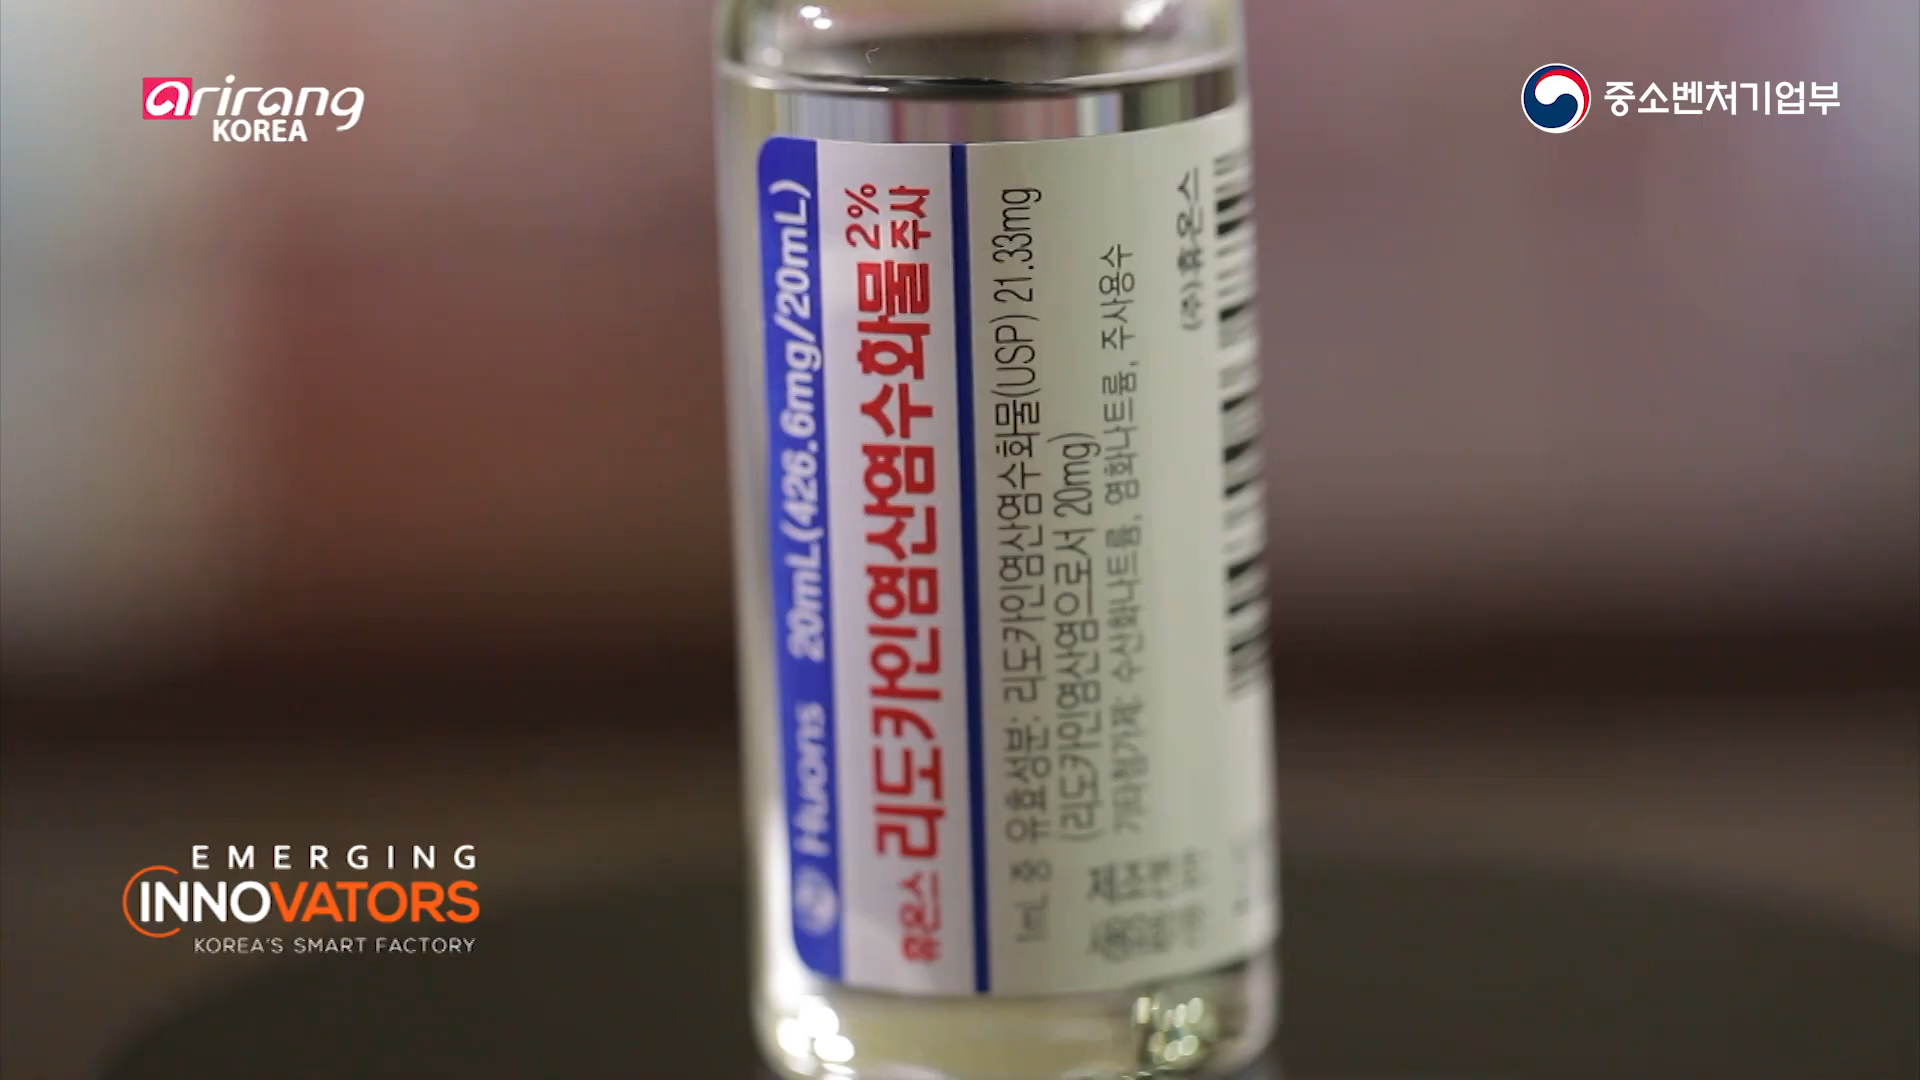 arirang
KOREA
중소벤처기업부
Huons 20mL(426.6mg/20mL)
휴온스 리도카인염산염수화물 2% 주사
1mL 중 유효성분: 리도카인염산염수화물(USP) 21.33mg
(리도카인염산염으로서 20mg)
기타첨가제: 수산화나트륨, 염화나트륨, 주사용수
(주)휴온스
EMERGING
INNOVATORS
KOREA'S SMART FACTORY